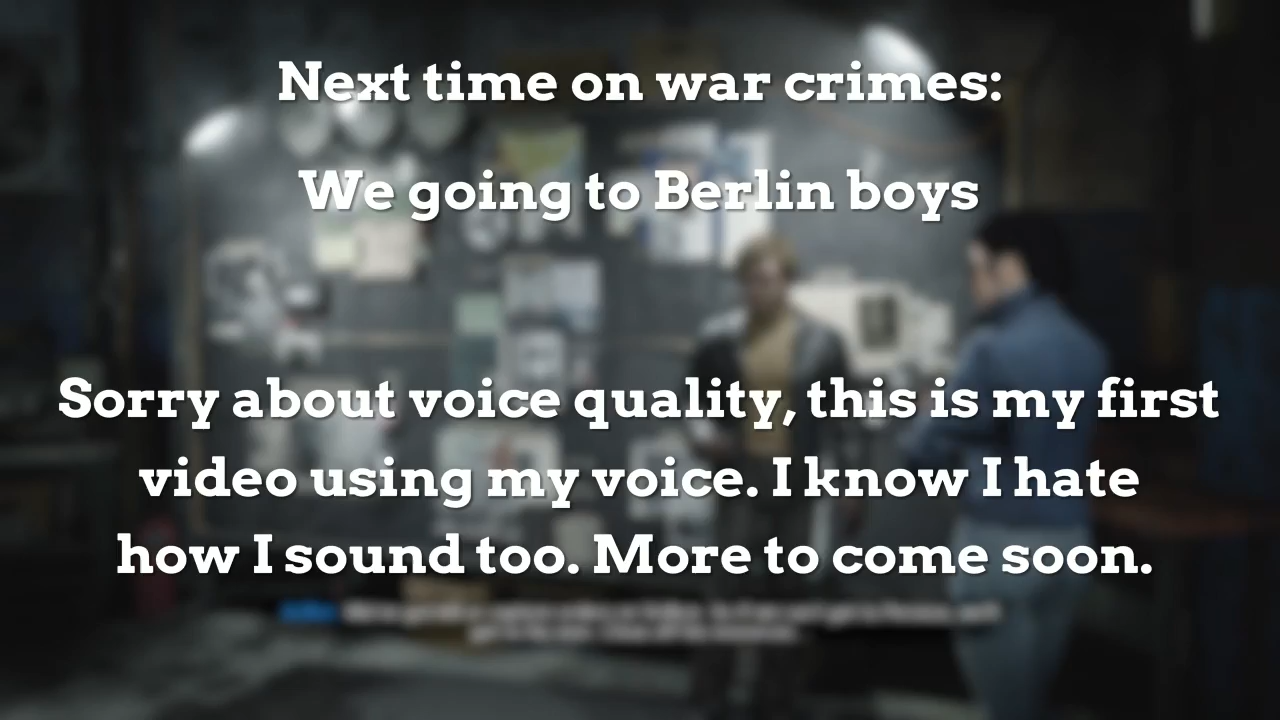 Next time on war crimes:
We going to Berlin boys
Sorry about voice quality, this is my first
video using my voice. I know I hate
how I sound too. More to come soon.